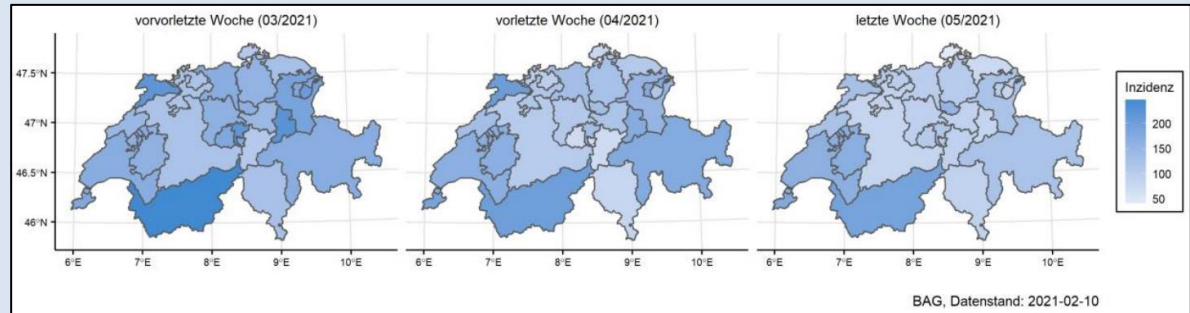 vorvorletzte Woche (03/2021)
vorletzte Woche (04/2021)
letzte Woche (05/2021)
47.5°N
47°N
46.5°N
46°N
6°E 7°E 8°E 9°E 10°E
6°E 7°E 8°E 9°E 10°E
6°E 7°E 8°E 9°E 10°E
Inzidenz
200
150
100
50
BAG, Datenstand: 2021-02-10